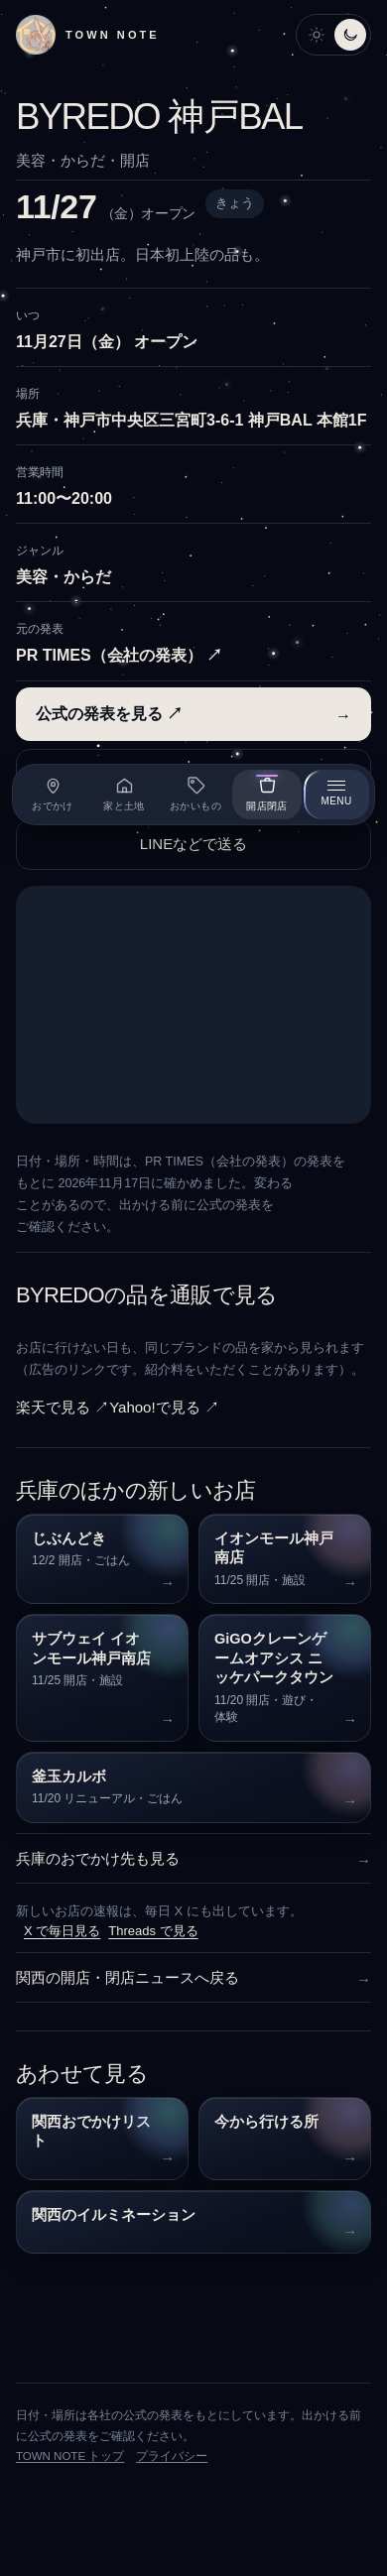 TOWN NOTE
BYREDO 神戸BAL
美容・からだ・開店
11/27 （金）オープン きょう
神戸市に初出店。日本初上陸の品も。
いつ
11月27日（金） オープン
場所
兵庫・神戸市中央区三宮町3-6-1 神戸BAL 本館1F
営業時間
11:00〜20:00
ジャンル
美容・からだ
元の発表
PR TIMES（会社の発表） ↗
公式の発表を見る ↗ →
おでかけ 家と土地 おかいもの 開店閉店 MENU
LINEなどで送る
日付・場所・時間は、PR TIMES（会社の発表）の発表を
もとに 2026年11月17日に確かめました。変わる
ことがあるので、出かける前に公式の発表を
ご確認ください。
BYREDOの品を通販で見る
お店に行けない日も、同じブランドの品を家から見られます
（広告のリンクです。紹介料をいただくことがあります）。
楽天で見る ↗Yahoo!で見る ↗
兵庫のほかの新しいお店
じぶんどき
12/2 開店・ごはん
→
イオンモール神戸
南店
11/25 開店・施設
→
サブウェイ イオ
ンモール神戸南店
11/25 開店・施設
→
GiGOクレーンゲ
ームオアシス ニ
ッケパークタウン
11/20 開店・遊び・
体験
→
釜玉カルボ
11/20 リニューアル・ごはん
→
兵庫のおでかけ先も見る →
新しいお店の速報は、毎日 X にも出しています。
X で毎日見る Threads で見る
関西の開店・閉店ニュースへ戻る →
あわせて見る
関西おでかけリス
ト
→
今から行ける所
→
関西のイルミネーション
→
日付・場所は各社の公式の発表をもとにしています。出かける前
に公式の発表をご確認ください。
TOWN NOTE トップ プライバシー